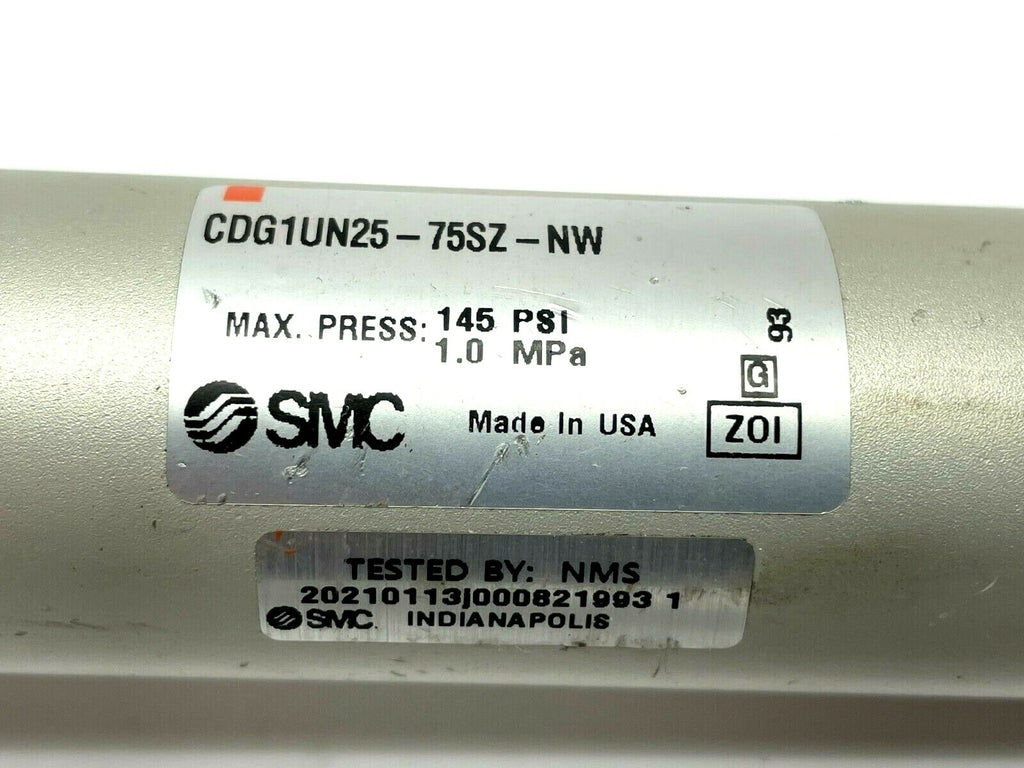 CDG1UN25-75SZ-NW
MAX. PRESS: 145 PSI
1.0 MPa
93
G
SMC Made In USA ZOI
TESTED BY: NMS
20210113j000821993 1
SMC. INDIANAPOLIS